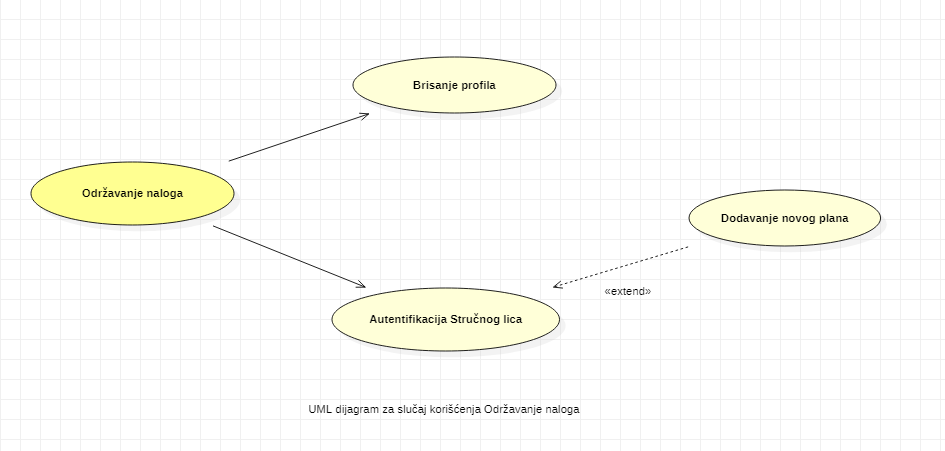 Brisanje profila
Održavanje naloga
Dodavanje novog plana
«extend»
Autentifikacija Stručnog lica
UML dijagram za slučaj korišćenja Održavanje naloga